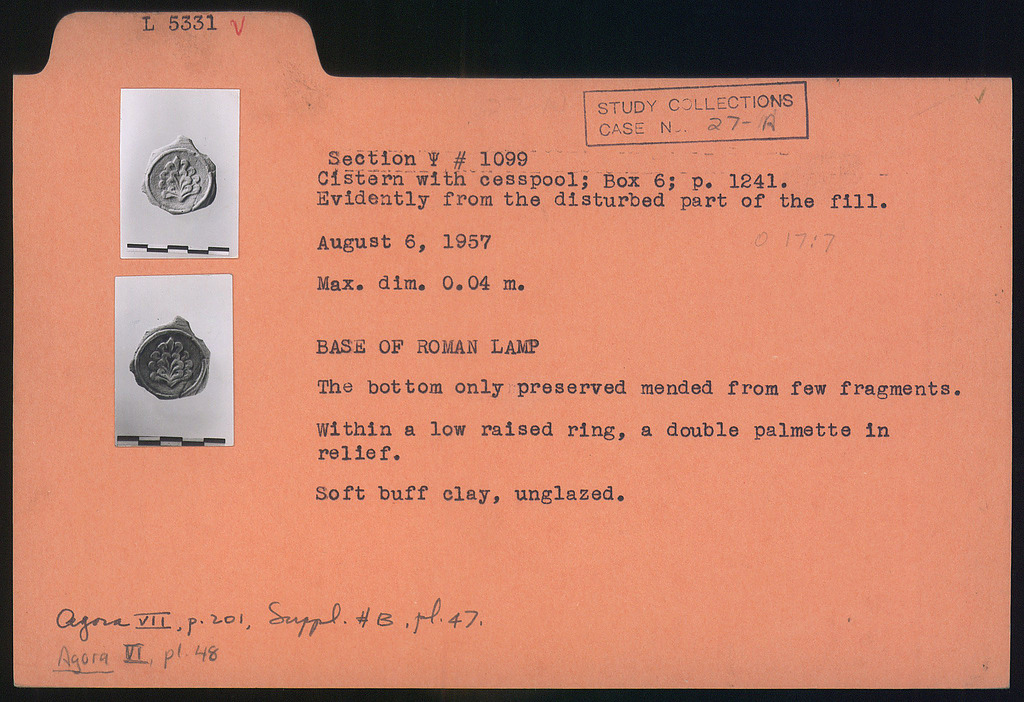 L 5331 V
STUDY COLLECTIONS
CASE No. 27-A
Section Ψ # 1099
Cistern with cesspool; Box 6; p. 1241.
Evidently from the disturbed part of the fill.
August 6, 1957
O 17:7
Max. dim. 0.04 m.
BASE OF ROMAN LAMP
The bottom only preserved mended from few fragments.
Within a low raised ring, a double palmette in
relief.
Soft buff clay, unglazed.
Agora VII, p. 201, Suppl. # B, pl. 47.
Agora VI, pl. 48